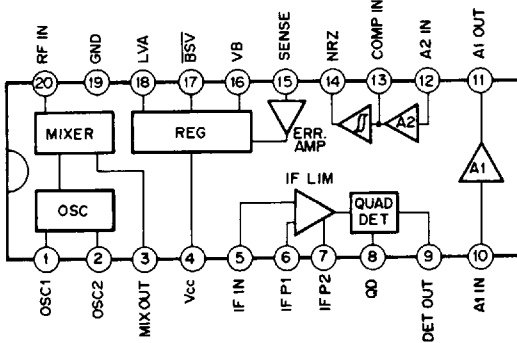 RF IN
GND
LVA
BSV
VB
SENSE
NRZ
COMP IN
A2 IN
A1 OUT
20
19
18
17
16
15
14
13
12
11
MIXER
REG
ERR.
AMP
A2
A1
IF LIM
OSC
QUAD
DET
1
2
3
4
5
6
7
8
9
10
OSC1
OSC2
MIX OUT
Vcc
IF IN
IF P1
IF P2
QD
DET OUT
A1 IN